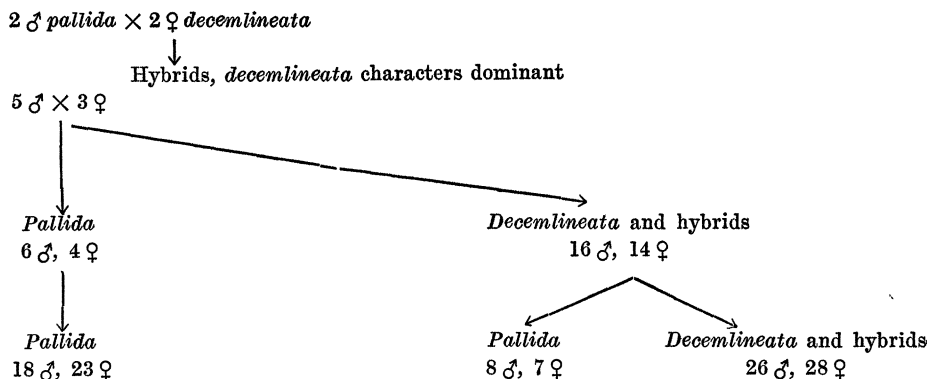 2 ♂ pallida × 2 ♀ decemlineata
Hybrids, decemlineata characters dominant
5 ♂ × 3 ♀
Pallida
6 ♂, 4 ♀
Decemlineata and hybrids
16 ♂, 14 ♀
Pallida
18 ♂, 23 ♀
Pallida
8 ♂, 7 ♀
Decemlineata and hybrids
26 ♂, 28 ♀